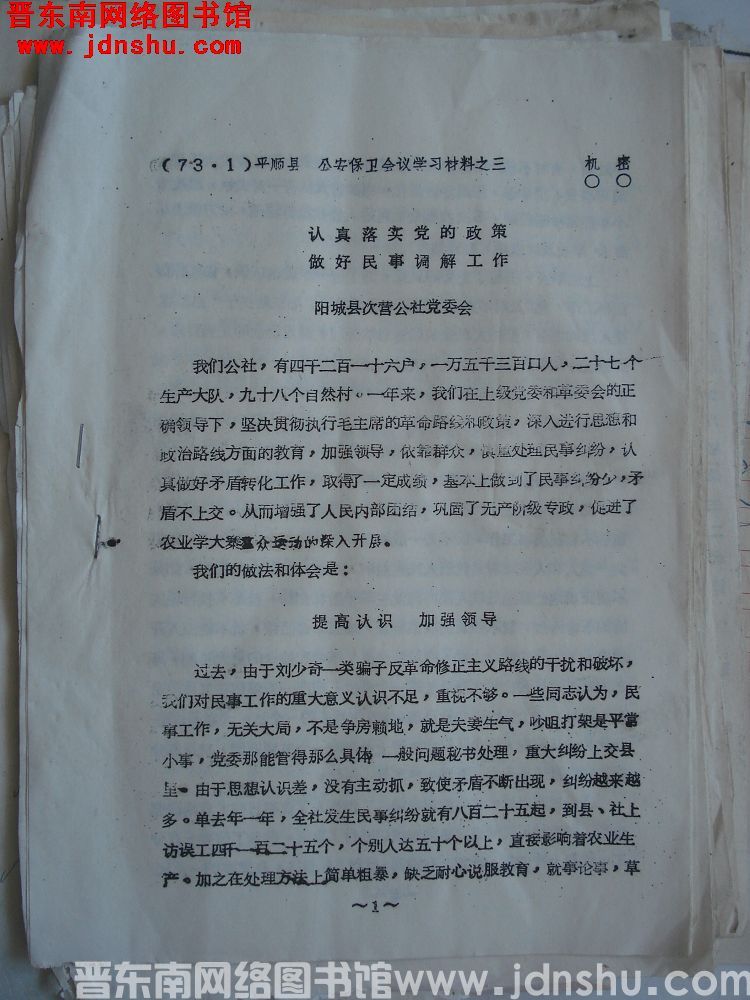 晋东南网络图书馆
www.jdnshu.com
(73·1)平顺县 公安保卫会议学习材料之三 机密
○○
认真落实党的政策
做好民事调解工作
阳城县次营公社党委会
我们公社，有四千二百一十六户，一万五千三百口人，二十七个
生产大队，九十八个自然村。一年来，我们在上级党委和革委会的正
确领导下，坚决贯彻执行毛主席的革命路线和政策，深入进行思想和
政治路线方面的教育，加强领导，依靠群众，慎重处理民事纠纷，认
真做好矛盾转化工作，取得了一定成绩，基本上做到了民事纠纷少，矛
盾不上交。从而增强了人民内部团结，巩固了无产阶级专政，促进了
农业学大寨群众运动的深入开展。
我们的做法和体会是：
提高认识 加强领导
过去，由于刘少奇一类骗子反革命修正主义路线的干扰和破坏，
我们对民事工作的重大意义认识不足，重视不够。一些同志认为，民
事工作，无关大局，不是争房赖地，就是夫妻生气，吵咀打架是平常
小事，党委那能管得那么具体 一般问题秘书处理，重大纠纷上交县
里。由于思想认识差，没有主动抓，致使矛盾不断出现，纠纷越来越
多。单去年一年，全社发生民事纠纷就有八百二十五起，到县、社上
访误工四千一百二十五个，个别人达五十个以上，直接影响着农业生
产。加之在处理方法上简单粗暴，缺乏耐心说服教育，就事论事，草
～1～
晋东南网络图书馆www.jdnshu.com